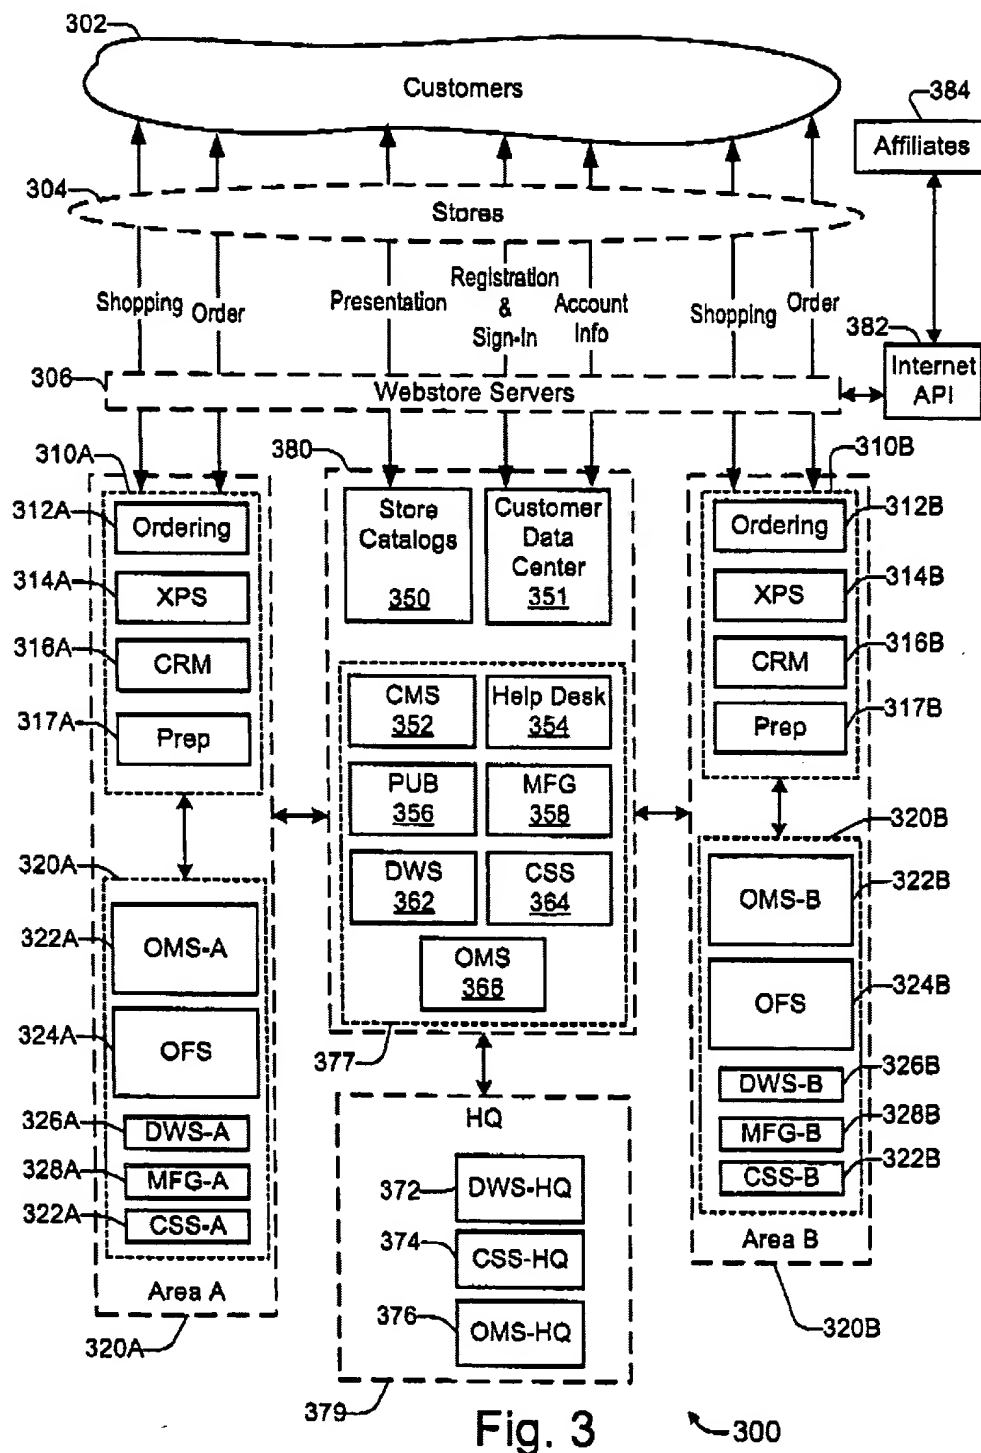 302
Customers
384
Affiliates
304
Stores
Shopping
Order
Presentation
Registration
&
Sign-In
Account
Info
Shopping
Order
382
Internet
API
306
Webstore Servers
310A
380
310B
312A
Ordering
314A
XPS
316A
CRM
317A
Prep
Store
Catalogs
350
Customer
Data
Center
351
Ordering
312B
XPS
314B
CRM
316B
Prep
317B
CMS
352
Help Desk
354
PUB
356
MFG
358
DWS
362
CSS
364
OMS
366
377
320A
322A
OMS-A
324A
OFS
326A
DWS-A
328A
MFG-A
322A
CSS-A
Area A
320A
320B
OMS-B
322B
OFS
324B
DWS-B
326B
MFG-B
328B
CSS-B
322B
Area B
320B
HQ
372
DWS-HQ
374
CSS-HQ
376
OMS-HQ
379
Fig. 3
300